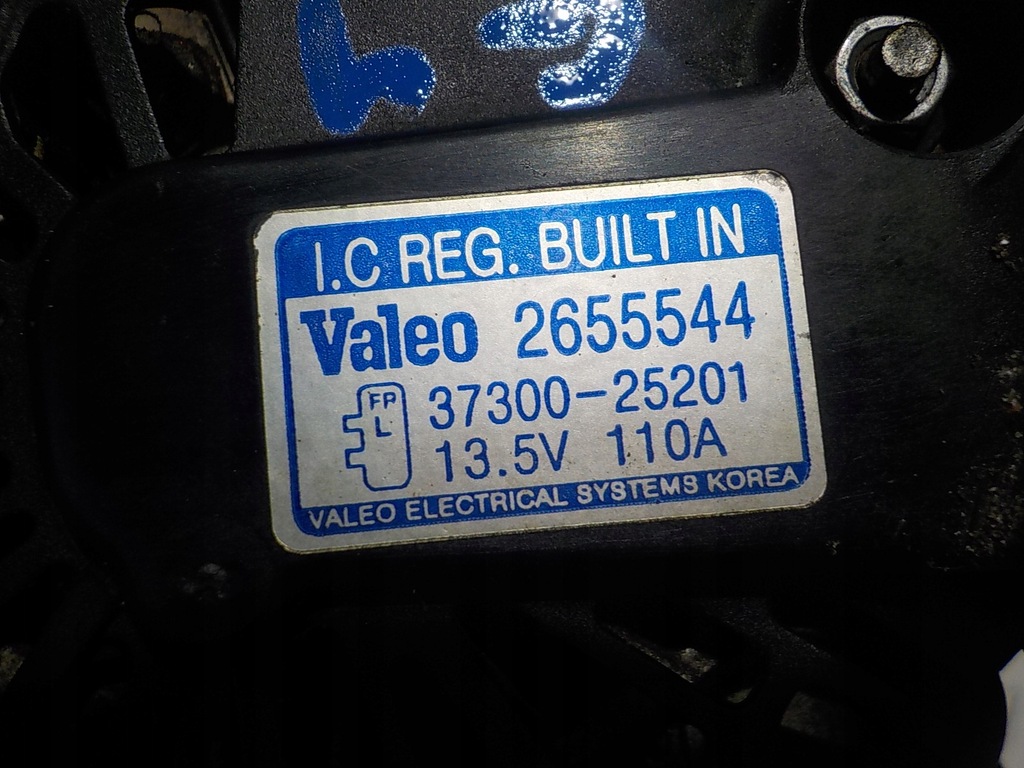 I.C REG. BUILT IN
Valeo 2655544
FP
L
37300-25201
13.5V 110A
VALEO ELECTRICAL SYSTEMS KOREA